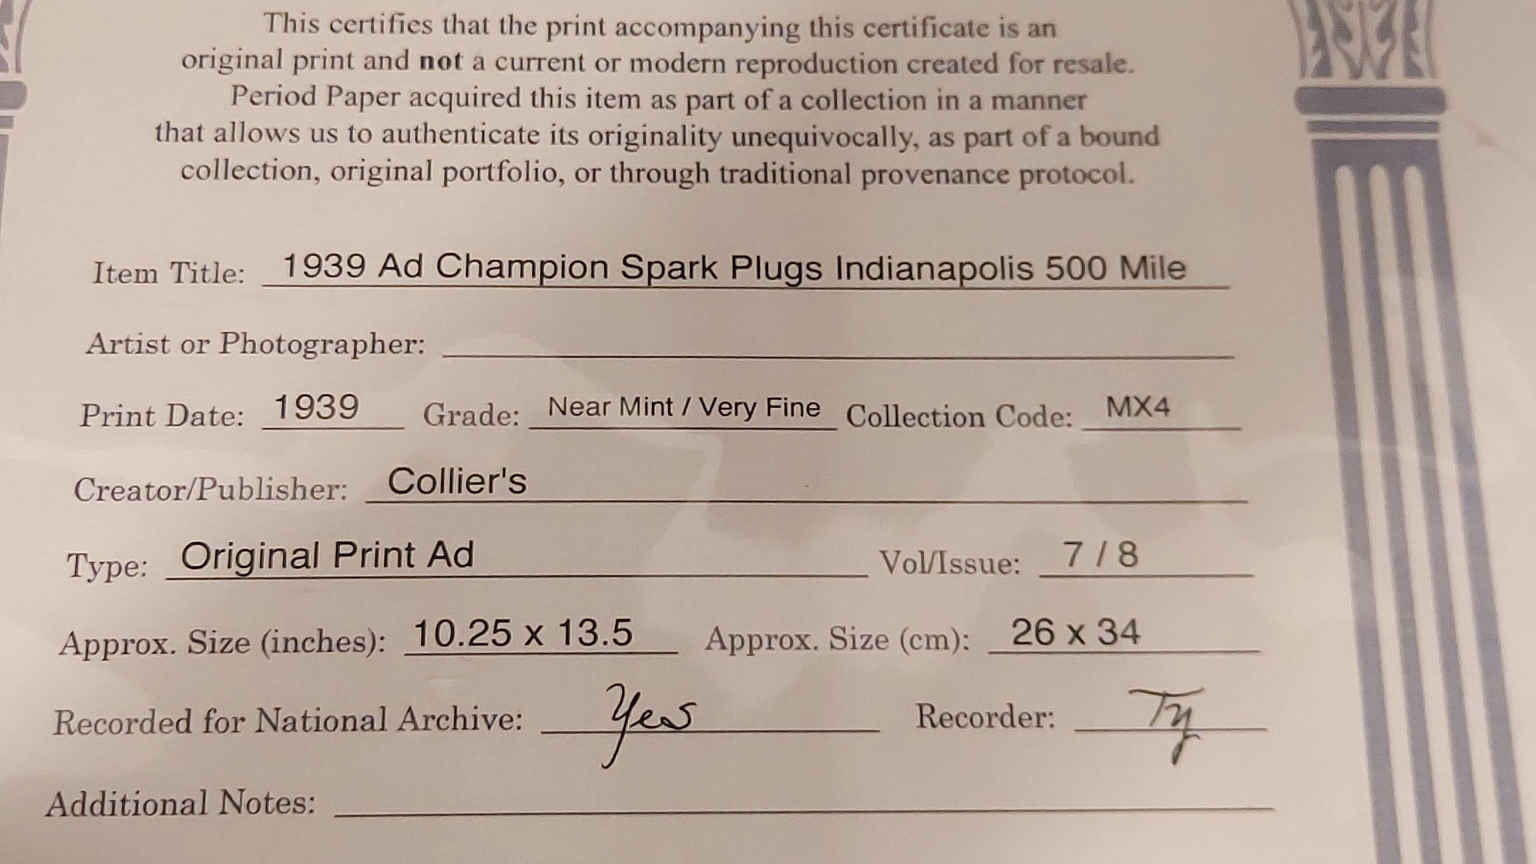 This certifies that the print accompanying this certificate is an
original print and not a current or modern reproduction created for resale.
Period Paper acquired this item as part of a collection in a manner
that allows us to authenticate its originality unequivocally, as part of a bound
collection, original portfolio, or through traditional provenance protocol.
Item Title: 1939 Ad Champion Spark Plugs Indianapolis 500 Mile
Artist or Photographer:
Print Date: 1939 Grade: Near Mint / Very Fine Collection Code: MX4
Creator/Publisher: Collier's
Type: Original Print Ad Vol/Issue: 7 / 8
Approx. Size (inches): 10.25 x 13.5 Approx. Size (cm): 26 x 34
Recorded for National Archive: Yes Recorder: Ty
Additional Notes: